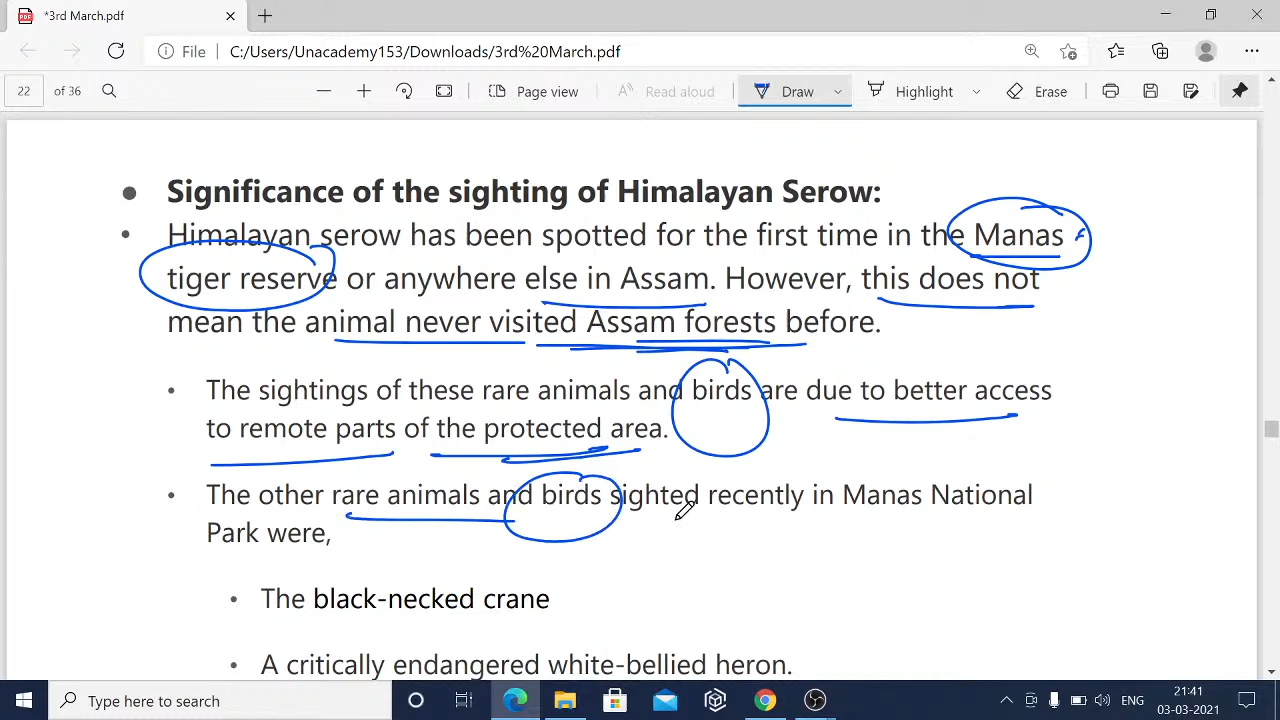 *3rd March.pdf
File
C:/Users/Unacademy153/Downloads/3rd%20March.pdf
22 of 36
Page view
Read aloud
Draw
Highlight
Erase
Significance of the sighting of Himalayan Serow:
Himalayan serow has been spotted for the first time in the Manas
tiger reserve or anywhere else in Assam. However, this does not
mean the animal never visited Assam forests before.
The sightings of these rare animals and birds are due to better access
to remote parts of the protected area.
The other rare animals and birds sighted recently in Manas National
Park were,
The black-necked crane
A critically endangered white-bellied heron.
Type here to search
ENG
21:41
03-03-2021